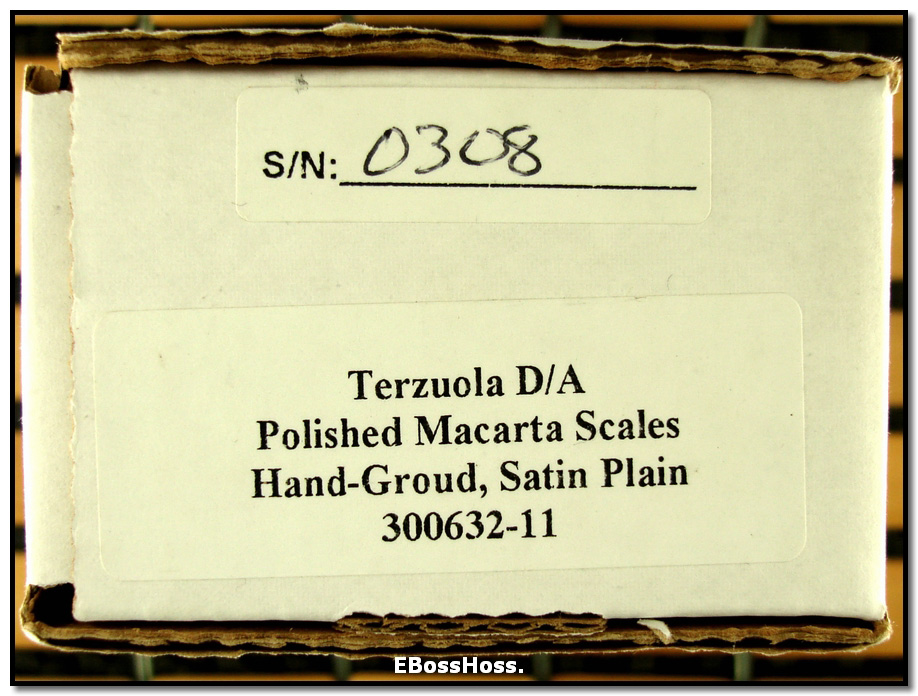 S/N: 0308
Terzuola D/A
Polished Macarta Scales
Hand-Groud, Satin Plain
300632-11
EBossHoss.